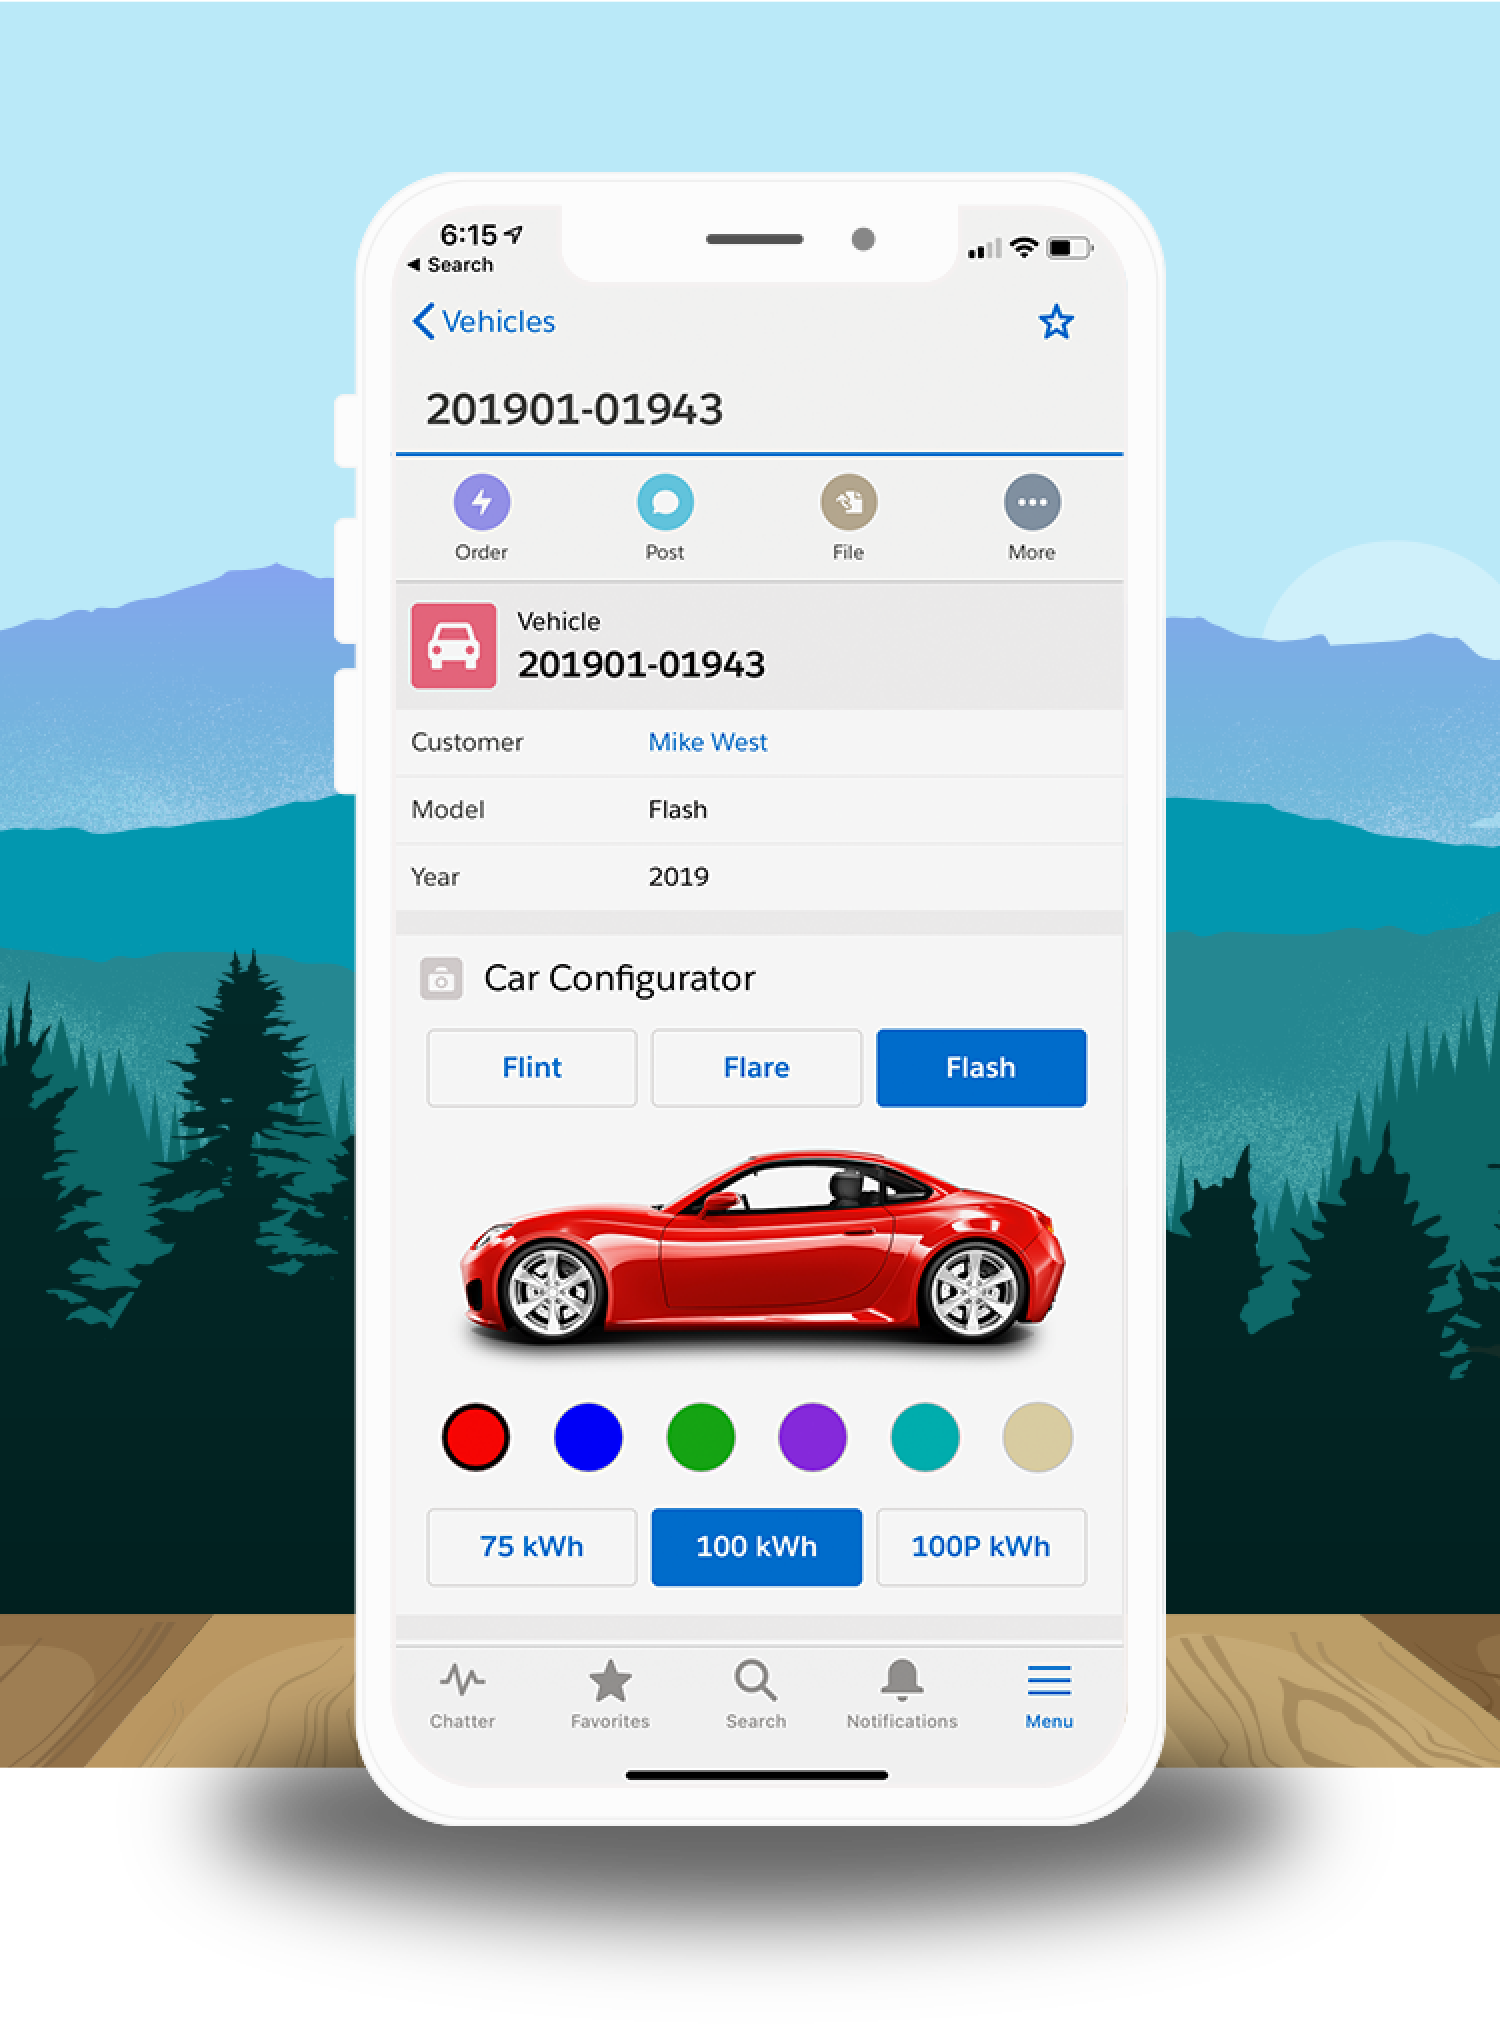 6:15
Search
Vehicles
201901-01943
Order Post File More
Vehicle
201901-01943
Customer Mike West
Model Flash
Year 2019
Car Configurator
Flint Flare Flash
75 kWh 100 kWh 100P kWh
Chatter Favorites Search Notifications Menu